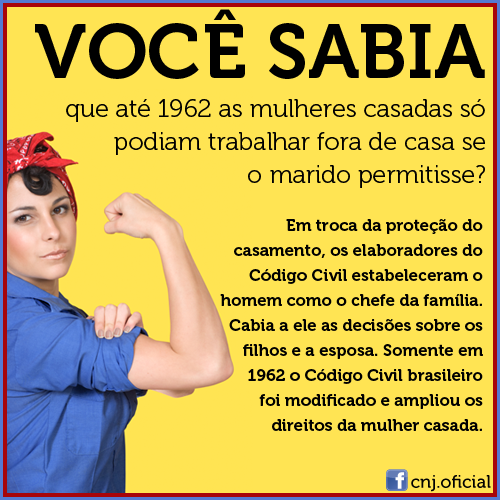 VOCÊ SABIA
que até 1962 as mulheres casadas só
podiam trabalhar fora de casa se
o marido permitisse?
Em troca da proteção do
casamento, os elaboradores do
Código Civil estabeleceram o
homem como o chefe da família.
Cabia a ele as decisões sobre os
filhos e a esposa. Somente em
1962 o Código Civil brasileiro
foi modificado e ampliou os
direitos da mulher casada.
f cnj.oficial